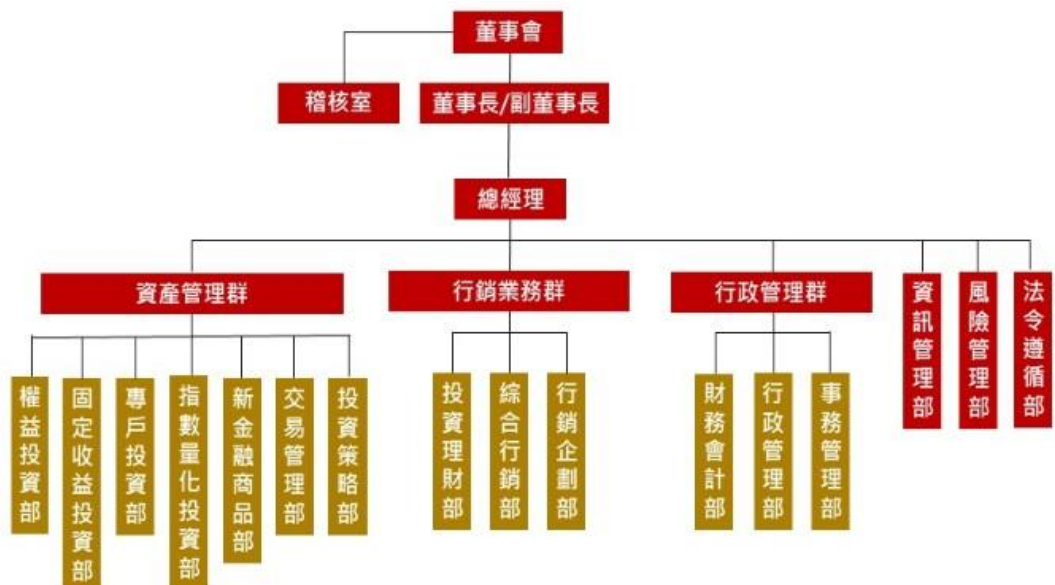 董事會
稽核室
董事長/副董事長
總經理
資產管理群
行銷業務群
行政管理群
資訊管理部
風險管理部
法令遵循部
權益投資部
固定收益投資部
專戶投資部
指數量化投資部
新金融商品部
交易管理部
投資策略部
投資理財部
綜合行銷部
行銷企劃部
財務會計部
行政管理部
事務管理部